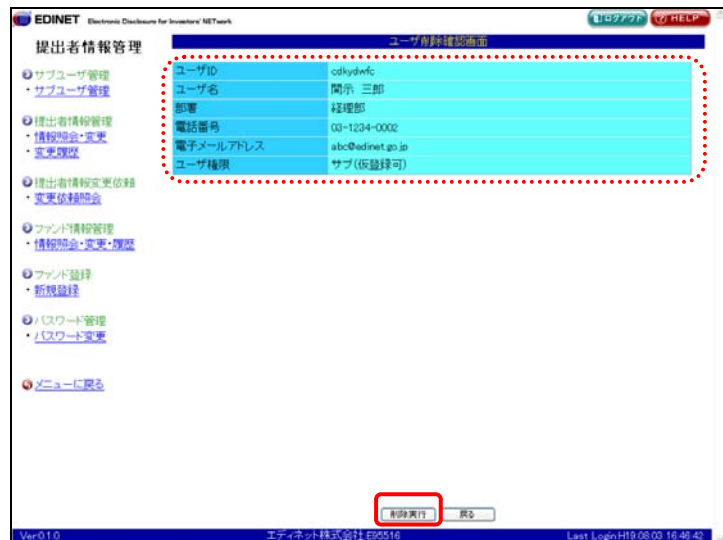 EDINET Electronic Disclosure for Investors' NETwork
ログアウト
HELP
提出者情報管理
ユーザ削除確認画面
サブユーザ管理
・サブユーザ管理
提出者情報管理
・情報照会・変更
・変更履歴
提出者情報変更依頼
・変更依頼照会
ファンド情報管理
・情報照会・変更・履歴
ファンド登録
・新規登録
パスワード管理
・パスワード変更
メニューに戻る
ユーザID cdkydwfc
ユーザ名 開示 三郎
部署 経理部
電話番号 03-1234-0002
電子メールアドレス abc@edinet.go.jp
ユーザ権限 サブ(仮登録可)
削除実行 戻る
Ver0.1.0 エディネット株式会社 E95516 Last Login:H19.08.03 16:46:42